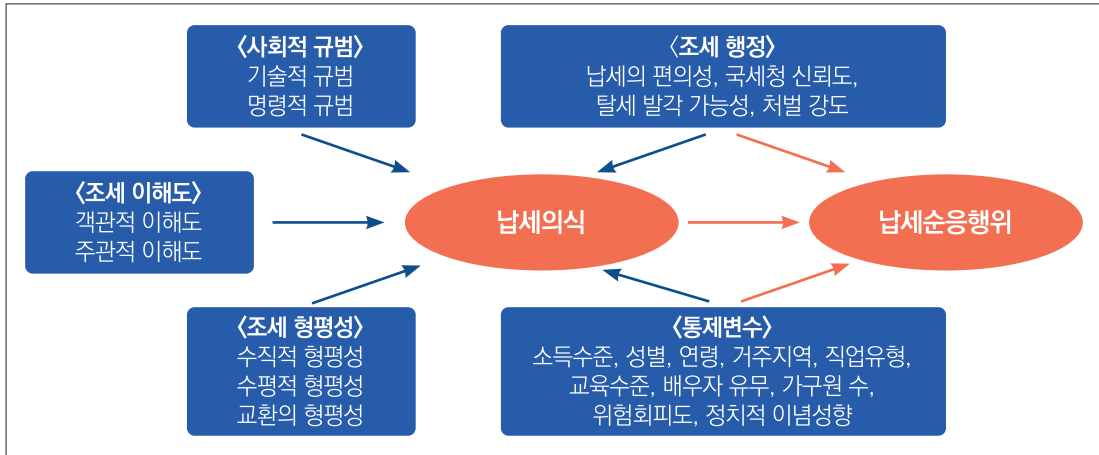 〈사회적 규범〉
기술적 규범
명령적 규범
〈조세 행정〉
납세의 편의성, 국세청 신뢰도,
탈세 발각 가능성, 처벌 강도
〈조세 이해도〉
객관적 이해도
주관적 이해도
납세의식
납세순응행위
〈조세 형평성〉
수직적 형평성
수평적 형평성
교환의 형평성
〈통제변수〉
소득수준, 성별, 연령, 거주지역, 직업유형,
교육수준, 배우자 유무, 가구원 수,
위험회피도, 정치적 이념성향